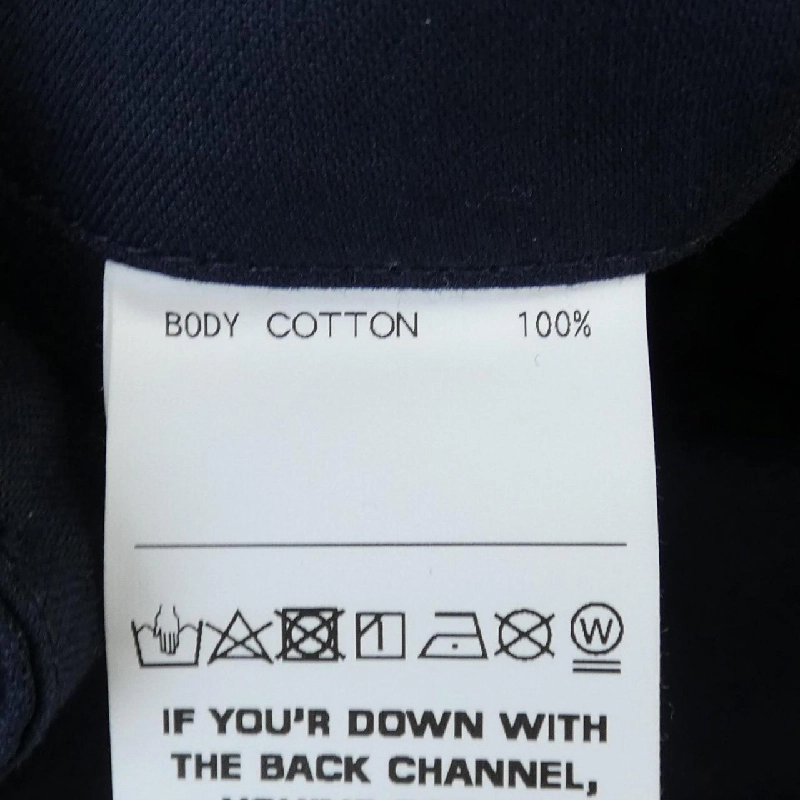 BODY COTTON 100%
W
IF YOU'R DOWN WITH
THE BACK CHANNEL,